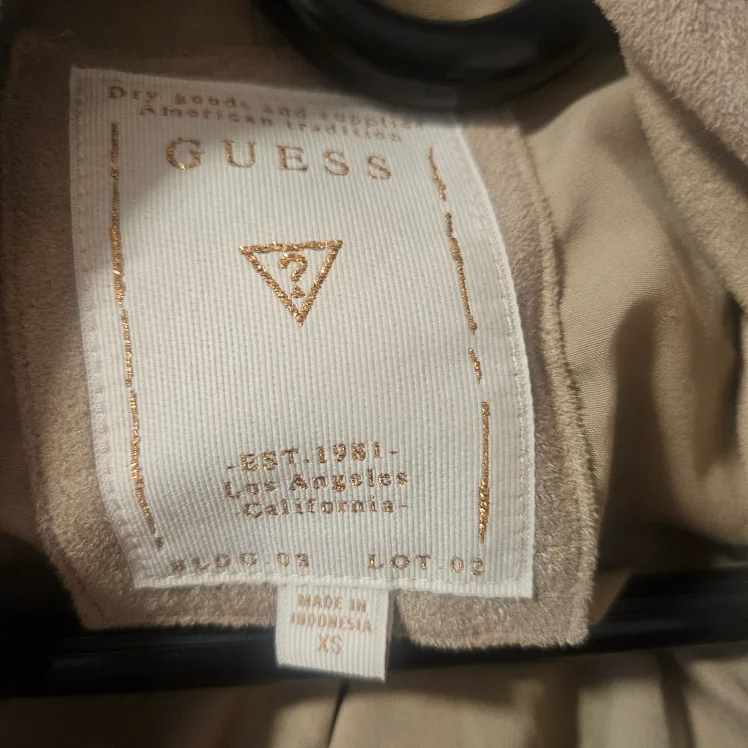 Dry goods and supplies
American tradition
GUESS
?
-EST.1981-
Los Angeles
-California-
BLDG.03 LOT.02
MADE IN
INDONESIA
XS